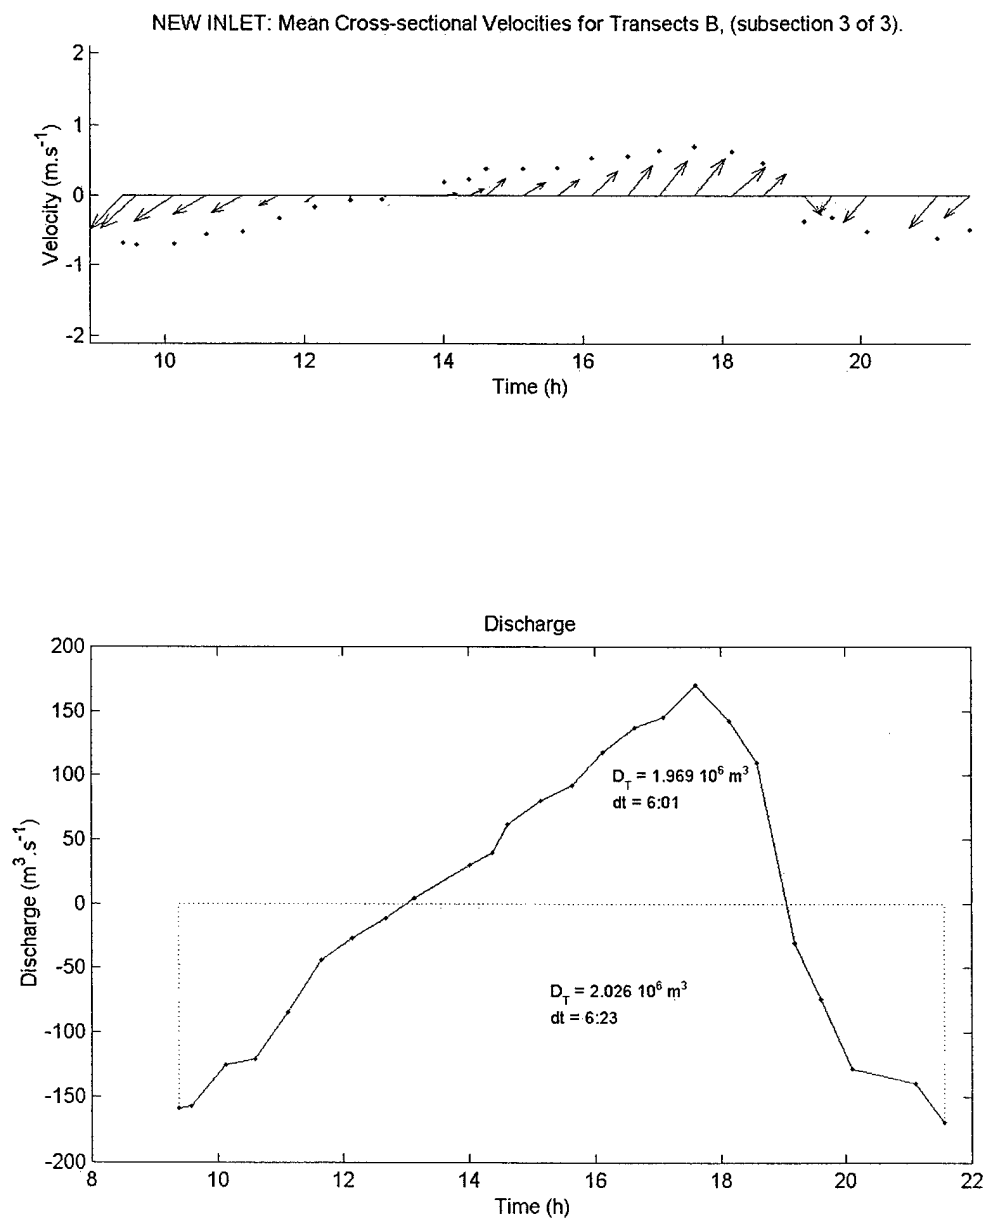 NEW INLET: Mean Cross-sectional Velocities for Transects B, (subsection 3 of 3).
2
1
0
-1
-2
Velocity (m.s⁻¹)
10 12 14 16 18 20
Time (h)
Discharge
200
150
100
50
0
-50
-100
-150
-200
Discharge (m³.s⁻¹)
D_T = 1.969 10⁶ m³
dt = 6:01
D_T = 2.026 10⁶ m³
dt = 6:23
8 10 12 14 16 18 20 22
Time (h)